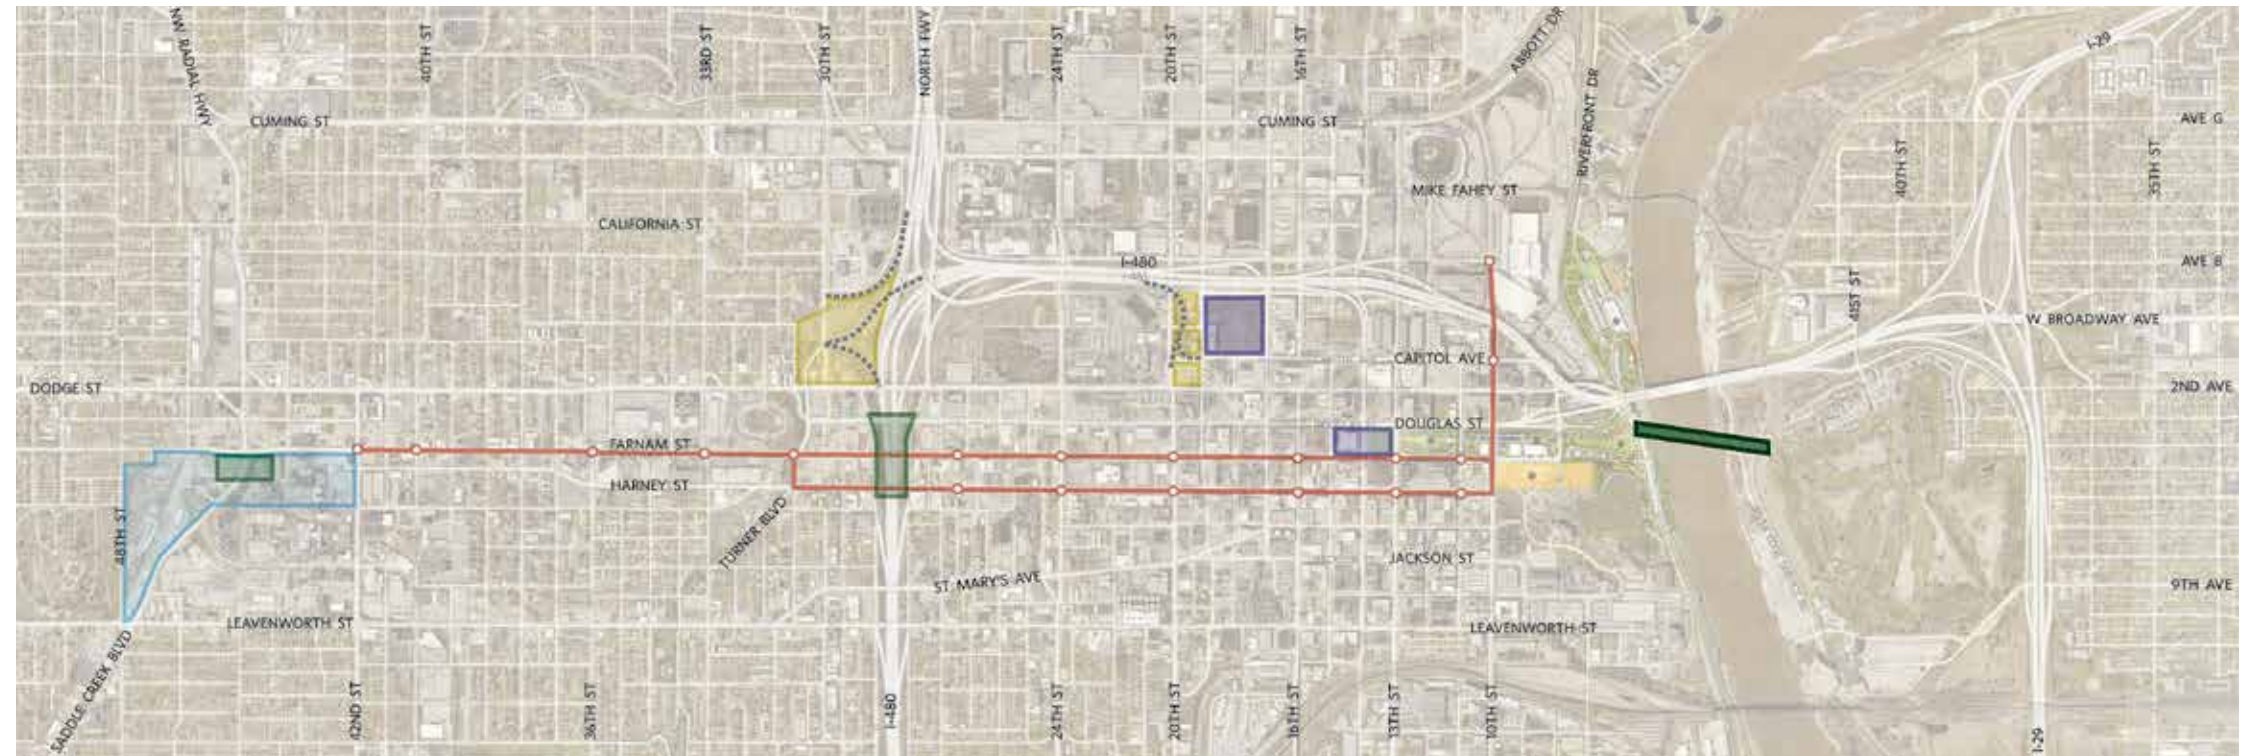 NW RADIAL HWY
40TH ST
33RD ST
30TH ST
NORTH FWY
24TH ST
20TH ST
16TH ST
ABBOTT DR
RIVERFRONT DR
I-29
CUMING ST
CUMING ST
AVE G
40TH ST
35TH ST
MIKE FAHEY ST
CALIFORNIA ST
I-480
AVE B
41ST ST
W BROADWAY AVE
CAPITOL AVE
DODGE ST
2ND AVE
DOUGLAS ST
FARNAM ST
HARNEY ST
48TH ST
TURNER BLVD
JACKSON ST
ST MARY'S AVE
9TH AVE
LEAVENWORTH ST
LEAVENWORTH ST
SADDLE CREEK BLVD
42ND ST
36TH ST
I-480
24TH ST
20TH ST
16TH ST
13TH ST
10TH ST
I-29